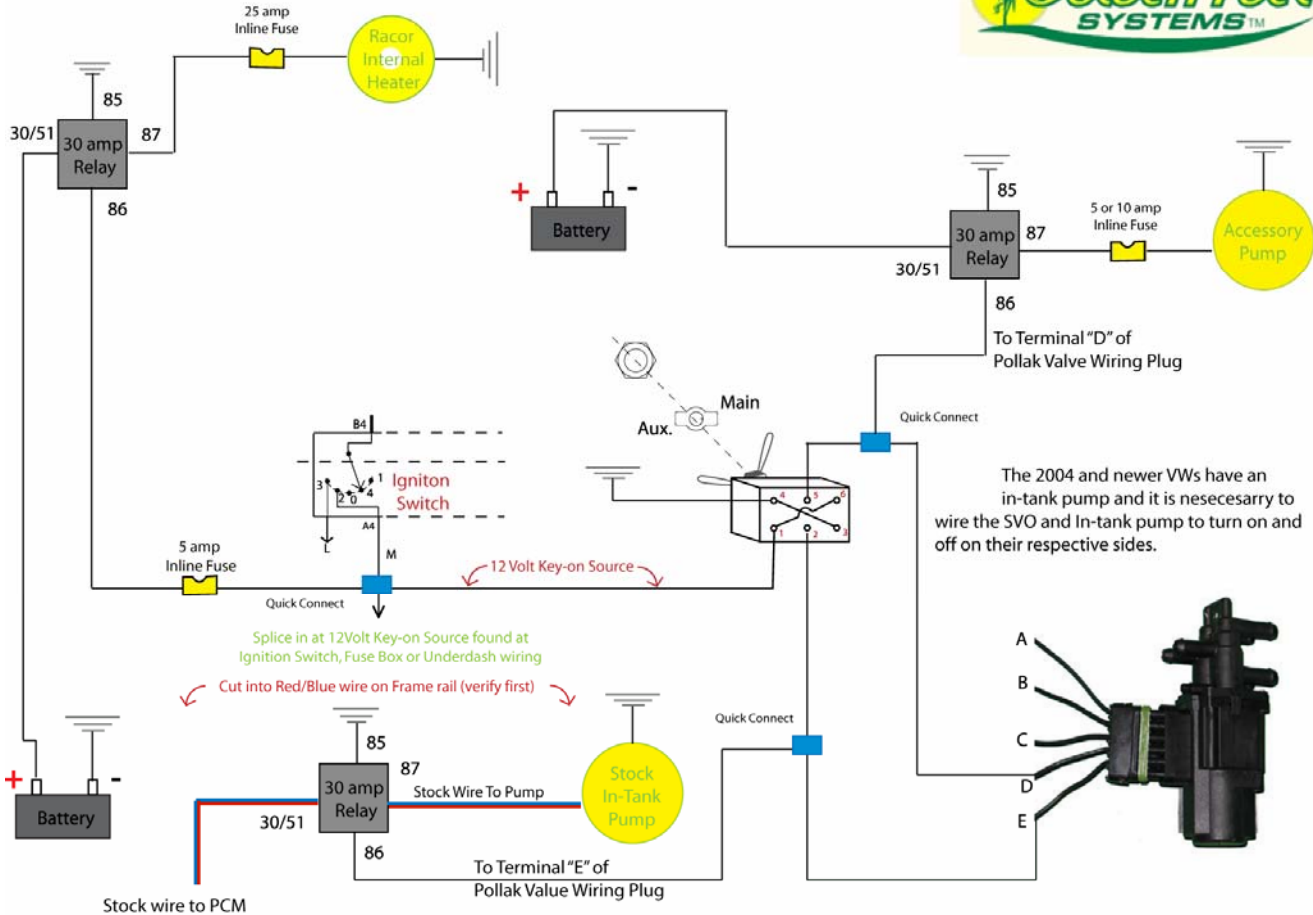 SYSTEMS™
25 amp
Inline Fuse
Racor
Internal
Heater
85
30/51
30 amp
Relay
87
86
+
-
Battery
85
30 amp
Relay
87
30/51
86
5 or 10 amp
Inline Fuse
Accessory
Pump
To Terminal "D" of
Pollak Valve Wiring Plug
Main
Aux.
Quick Connect
B4
3
2
0
4
1
Igniton
Switch
A4
L
M
4
5
6
1
2
3
The 2004 and newer VWs have an
in-tank pump and it is nesecesarry to
wire the SVO and In-tank pump to turn on and
off on their respective sides.
5 amp
Inline Fuse
12 Volt Key-on Source
Quick Connect
Splice in at 12Volt Key-on Source found at
Ignition Switch, Fuse Box or Underdash wiring
Cut into Red/Blue wire on Frame rail (verify first)
A
B
C
D
E
Quick Connect
+
-
Battery
85
30 amp
Relay
87
30/51
86
Stock Wire To Pump
Stock
In-Tank
Pump
To Terminal "E" of
Pollak Value Wiring Plug
Stock wire to PCM